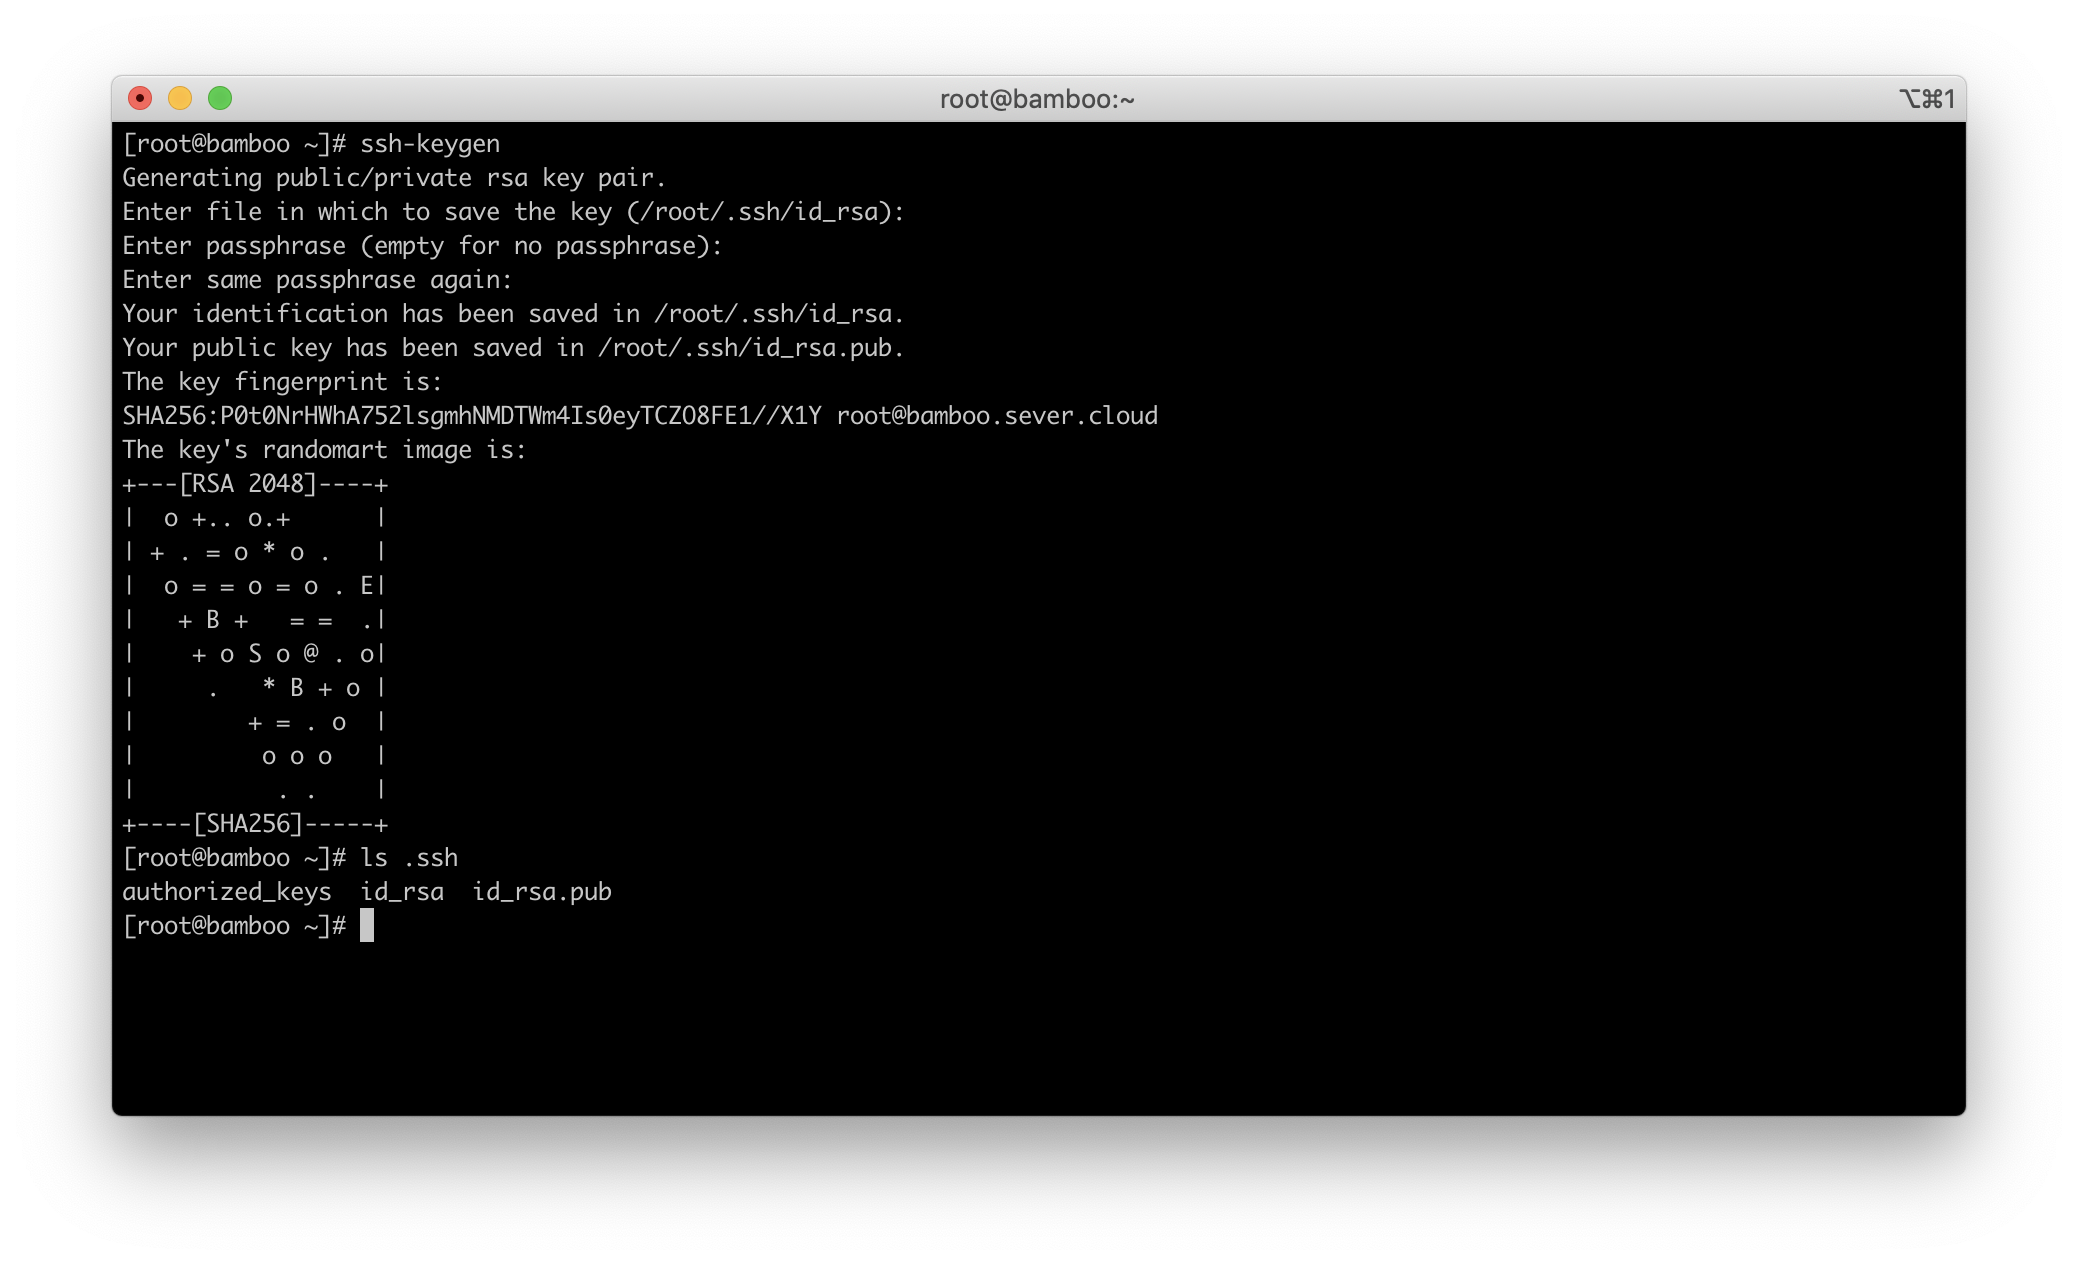 root@bamboo:~
⌥⌘1
[root@bamboo ~]# ssh-keygen
Generating public/private rsa key pair.
Enter file in which to save the key (/root/.ssh/id_rsa):
Enter passphrase (empty for no passphrase):
Enter same passphrase again:
Your identification has been saved in /root/.ssh/id_rsa.
Your public key has been saved in /root/.ssh/id_rsa.pub.
The key fingerprint is:
SHA256:P0t0NrHWhA752lsgmhNMDTWm4Is0eyTCZO8FE1//X1Y root@bamboo.sever.cloud
The key's randomart image is:
+---[RSA 2048]----+
|  o +.. o.+      |
| + . = o * o .   |
|  o = = o = o . E|
|   + B +   = =  .|
|    + o S o @ . o|
|     .   * B + o |
|        + = . o  |
|         o o o   |
|          . .    |
+----[SHA256]-----+
[root@bamboo ~]# ls .ssh
authorized_keys  id_rsa  id_rsa.pub
[root@bamboo ~]#